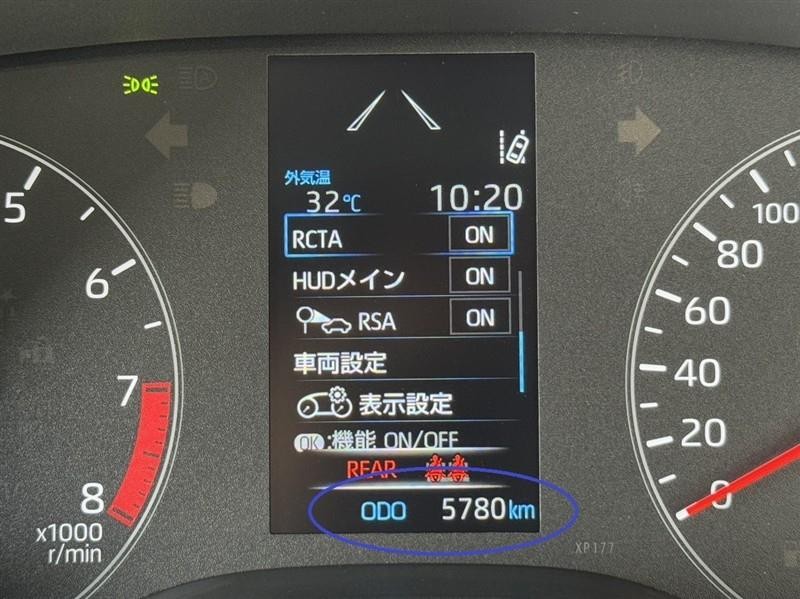 外気温
32℃ 10:20
RCTA ON
HUDメイン ON
RSA ON
車両設定
表示設定
OK:機能 ON/OFF
REAR
ODO 5780km
5
6
7
8
x1000
r/min
100
80
60
40
20
0
XP177